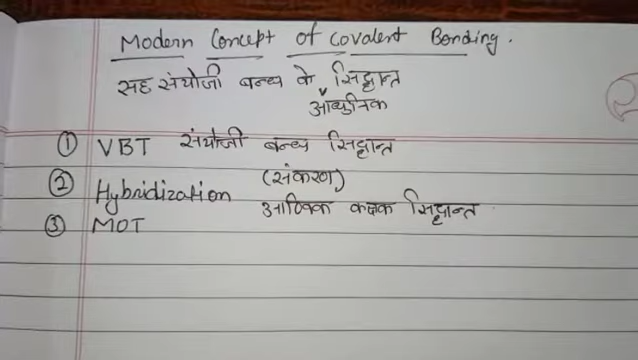 Modern Concept of Covalent Bonding.
सह संयोजी बन्ध के सिद्धान्त
आधुनिक
① VBT संयोजी बन्ध सिद्धान्त
② Hybridization (संकरण)
③ MOT आण्विक कक्षक सिद्धान्त